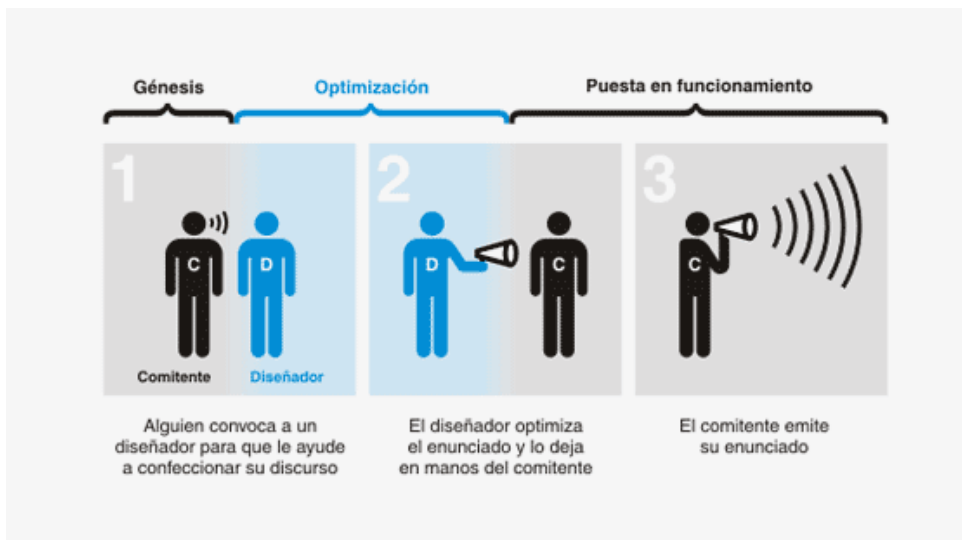 Génesis
Optimización
Puesta en funcionamiento
1
2
3
C
D
D
C
C
Comitente
Diseñador
Alguien convoca a un
diseñador para que le ayude
a confeccionar su discurso
El diseñador optimiza
el enunciado y lo deja
en manos del comitente
El comitente emite
su enunciado